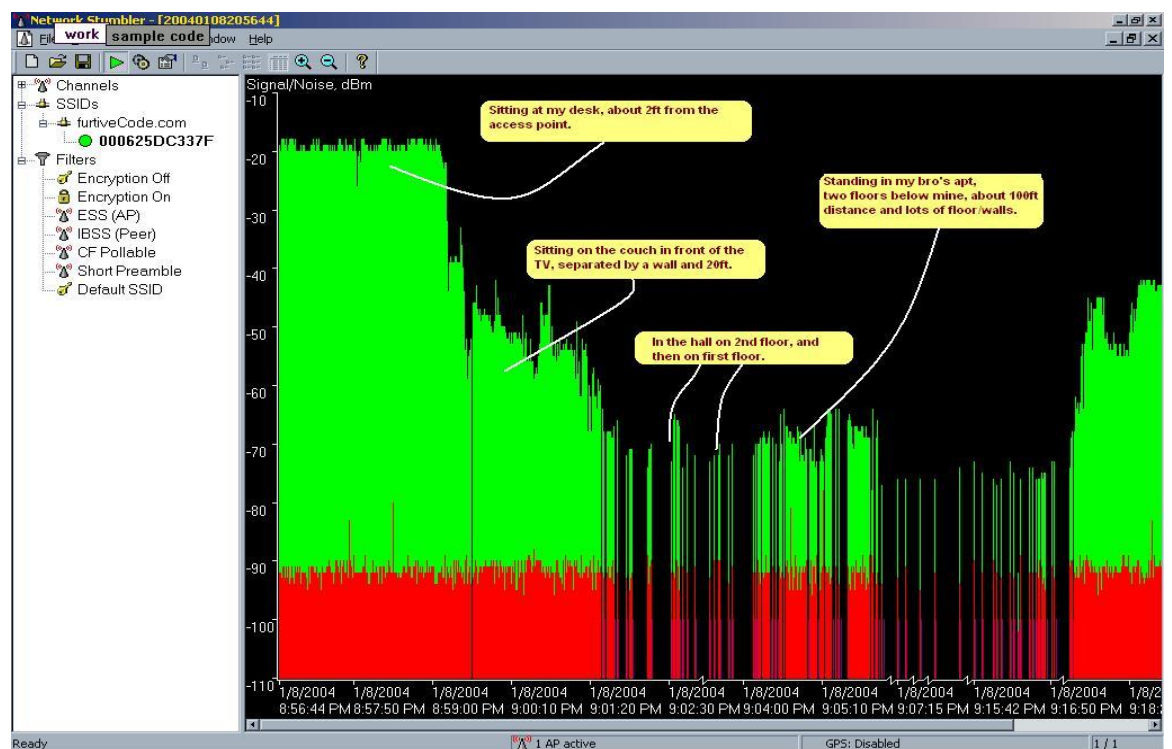 Network Stumbler - [20040108205644]
work sample code
File dow Help
Channels
SSIDs
furtiveCode.com
000625DC337F
Filters
Encryption Off
Encryption On
ESS (AP)
IBSS (Peer)
CF Pollable
Short Preamble
Default SSID
Signal/Noise, dBm
-10
-20
-30
-40
-50
-60
-70
-80
-90
-100
-110
Sitting at my desk, about 2ft from the
access point.
Standing in my bro's apt,
two floors below mine, about 100ft
distance and lots of floor/walls.
Sitting on the couch in front of the
TV, separated by a wall and 20ft.
In the hall on 2nd floor, and
then on first floor.
1/8/2004 1/8/2004 1/8/2004 1/8/2004 1/8/2004 1/8/2004 1/8/2004 1/8/2004 1/8/2004 1/8/2004 1/8/2004 1/8/2
8:56:44 PM 8:57:50 PM 8:59:00 PM 9:00:10 PM 9:01:20 PM 9:02:30 PM 9:04:00 PM 9:05:10 PM 9:07:15 PM 9:15:42 PM 9:16:50 PM 9:18:
Ready 1 AP active GPS: Disabled 1 / 1